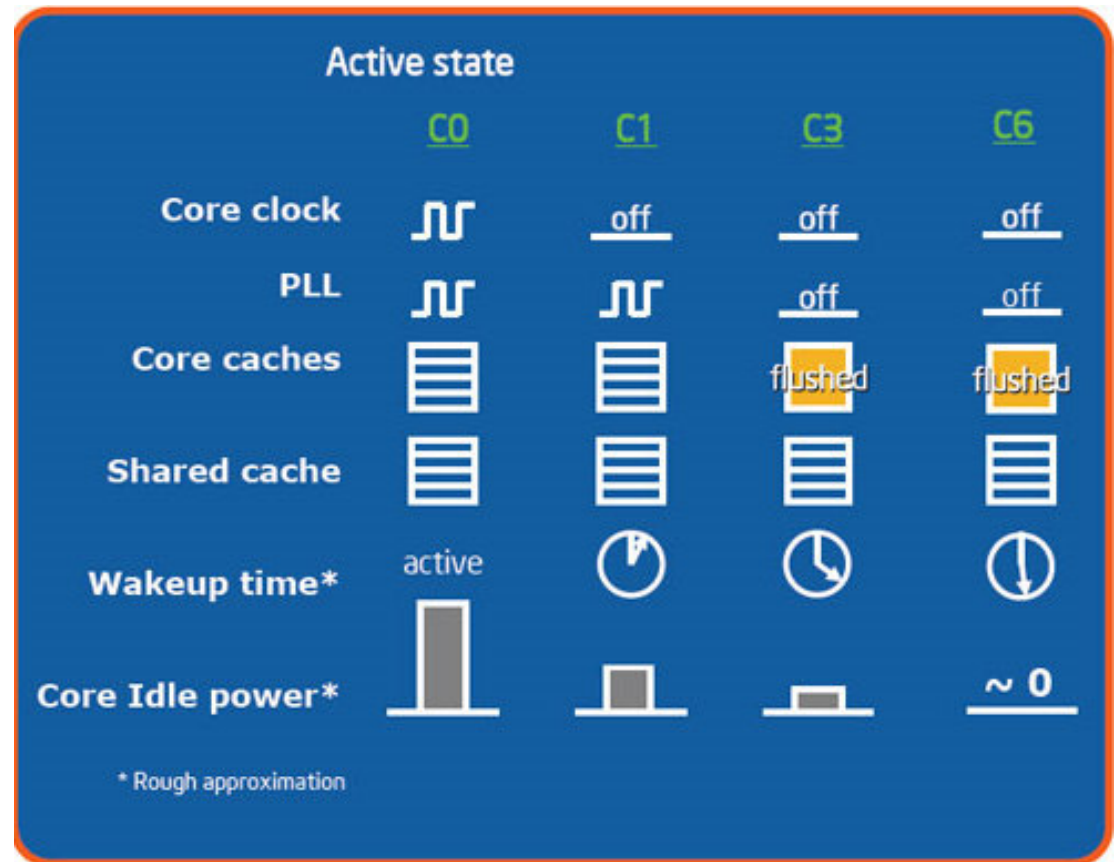 Active state
C0 C1 C3 C6
Core clock off off off
PLL off off
Core caches flushed flushed
Shared cache
Wakeup time* active
Core Idle power* ~ 0
* Rough approximation